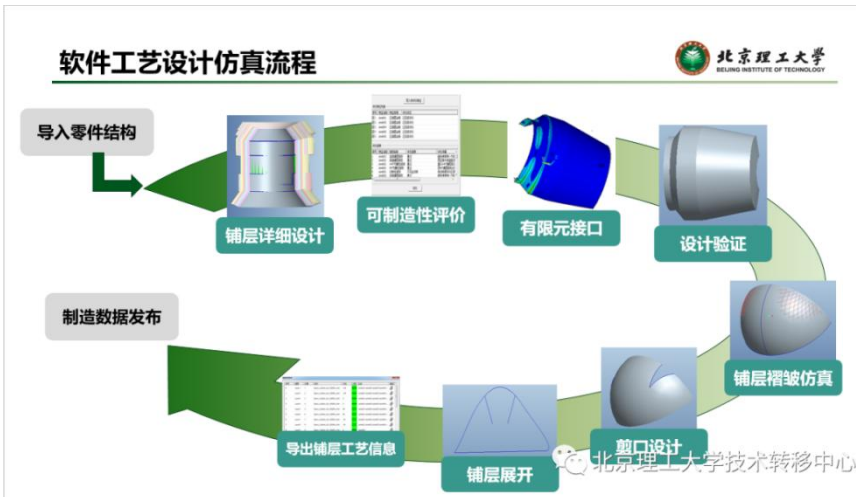 软件工艺设计仿真流程
北京理工大学
BEIJING INSTITUTE OF TECHNOLOGY
导入零件结构
铺层详细设计
可制造性评价
有限元接口
设计验证
铺层褶皱仿真
剪口设计
铺层展开
导出铺层工艺信息
制造数据发布
北京理工大学技术转移中心